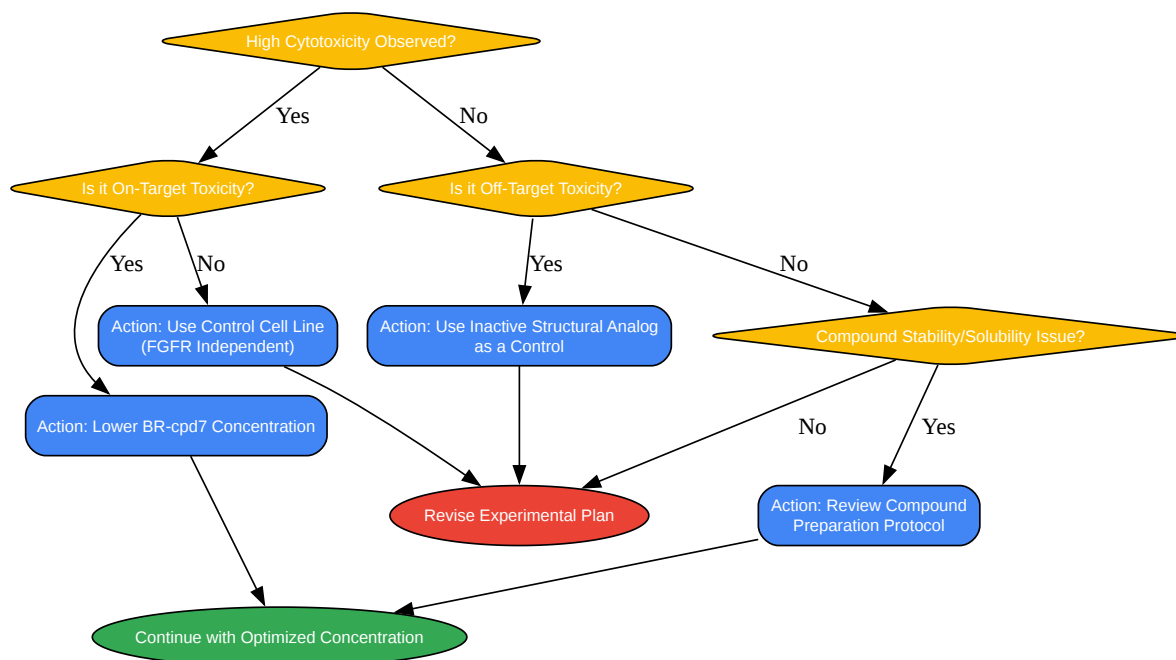 High Cytotoxicity Observed?
Yes
No
Is it On-Target Toxicity?
Is it Off-Target Toxicity?
Yes
No
Yes
No
Action: Use Control Cell Line
(FGFR Independent)
Action: Use Inactive Structural Analog
as a Control
Compound Stability/Solubility Issue?
Action: Lower BR-cpd7 Concentration
No
Yes
Revise Experimental Plan
Action: Review Compound
Preparation Protocol
Continue with Optimized Concentration